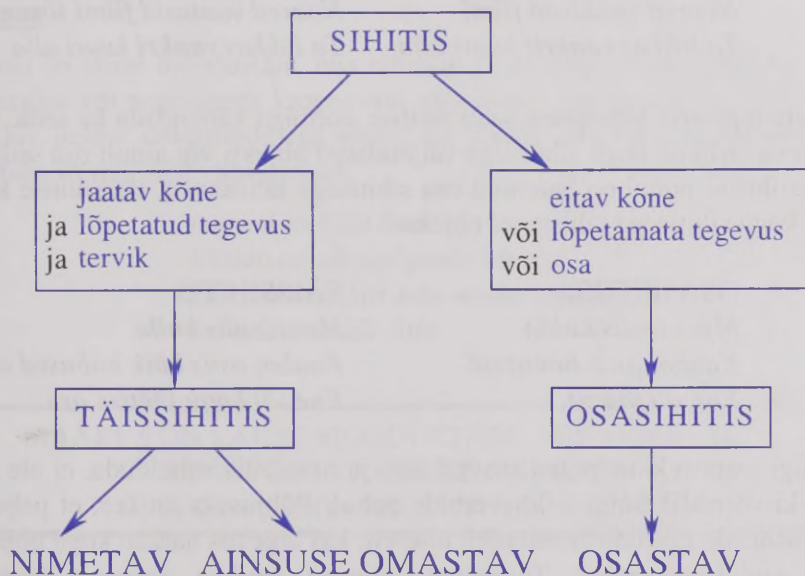 SIHITIS
jaatav kõne
ja lõpetatud tegevus
ja tervik
eitav kõne
või lõpetamata tegevus
või osa
TÄISSIHITIS
OSASIHITIS
NIMETAV
AINSUSE OMASTAV
OSASTAV